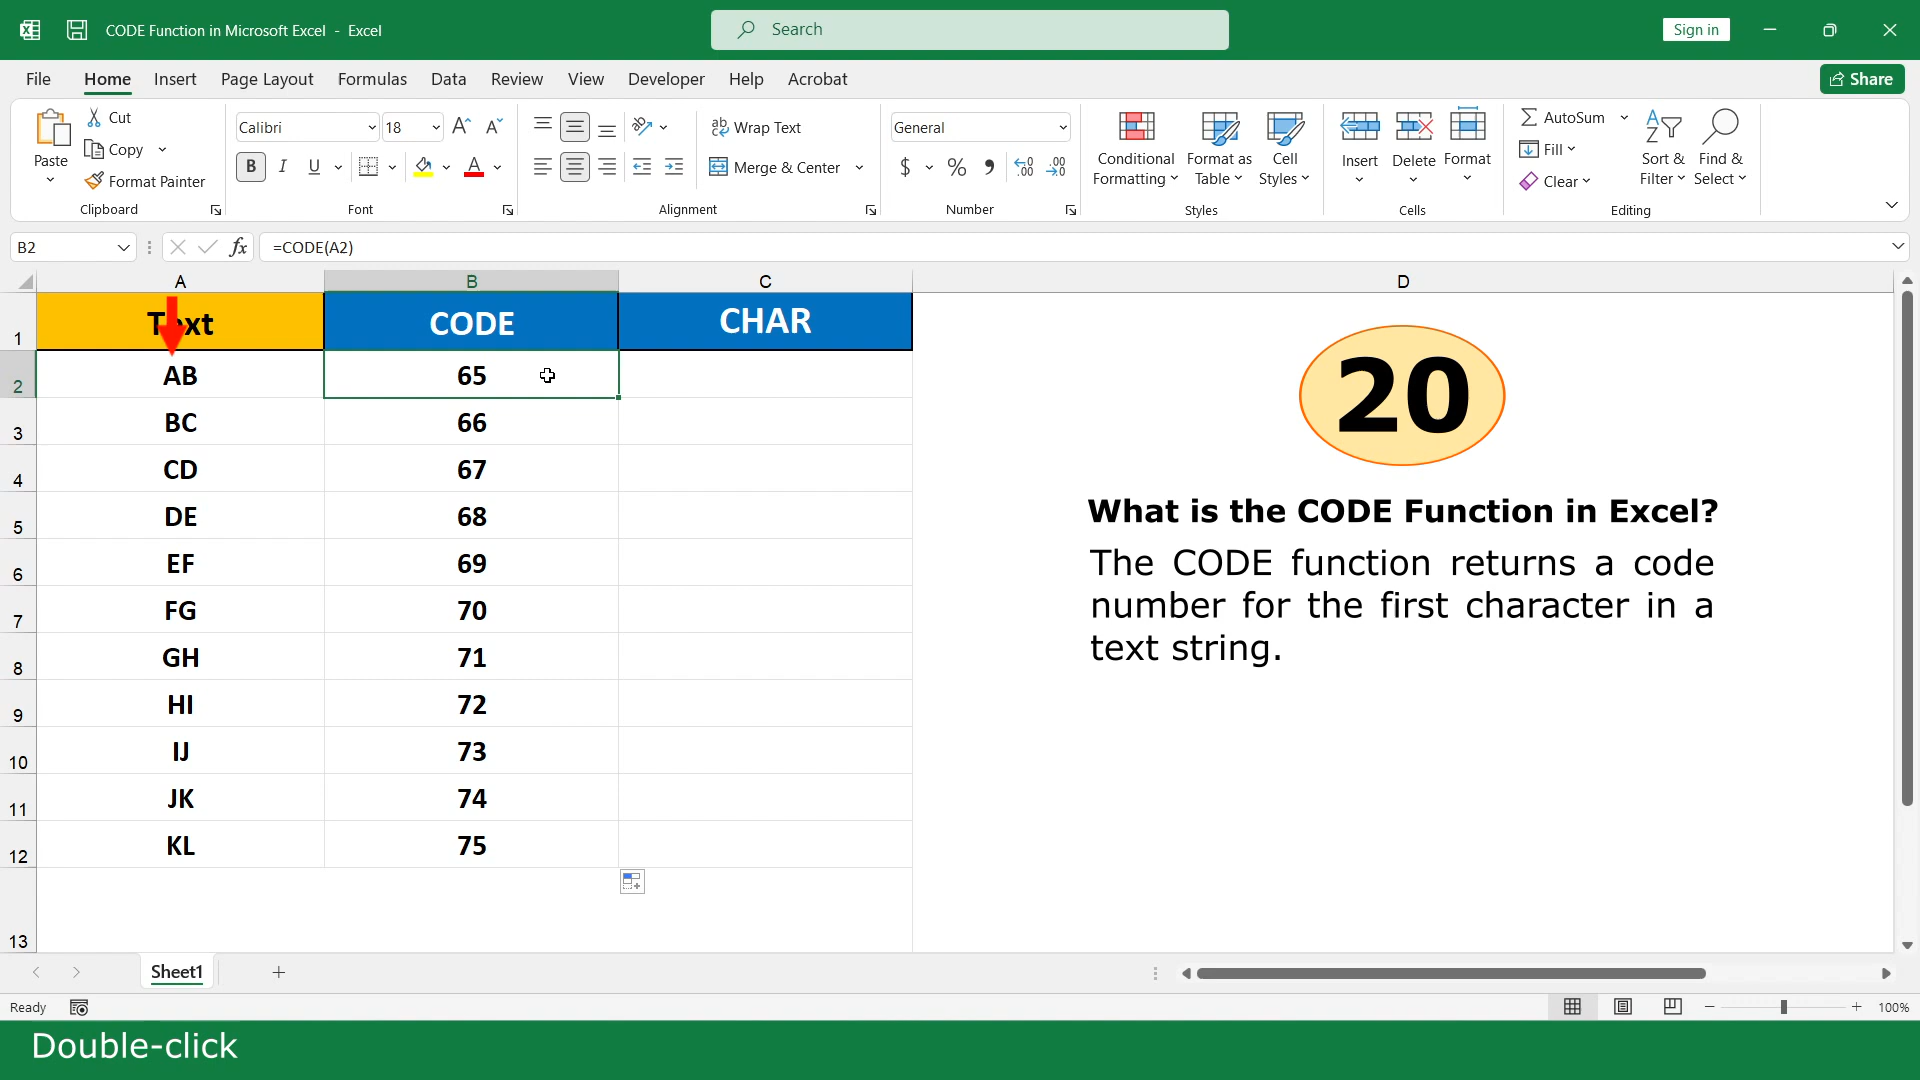 CODE Function in Microsoft Excel - Excel
Search
Sign in
File Home Insert Page Layout Formulas Data Review View Developer Help Acrobat
Share
Paste
Cut
Copy
Format Painter
Clipboard
Calibri
18
B I U
A
Font
ab Wrap Text
Merge & Center
Alignment
General
$ % ,
Number
Conditional Formatting
Format as Table
Cell Styles
Styles
Insert
Delete
Format
Cells
AutoSum
Fill
Clear
Sort & Filter
Find & Select
Editing
B2
fx
=CODE(A2)
A B C D
1 Text CODE CHAR
2 AB 65
3 BC 66
4 CD 67
5 DE 68
6 EF 69
7 FG 70
8 GH 71
9 HI 72
10 IJ 73
11 JK 74
12 KL 75
13
20
What is the CODE Function in Excel?
The CODE function returns a code
number for the first character in a
text string.
Sheet1
Ready
100%
Double-click